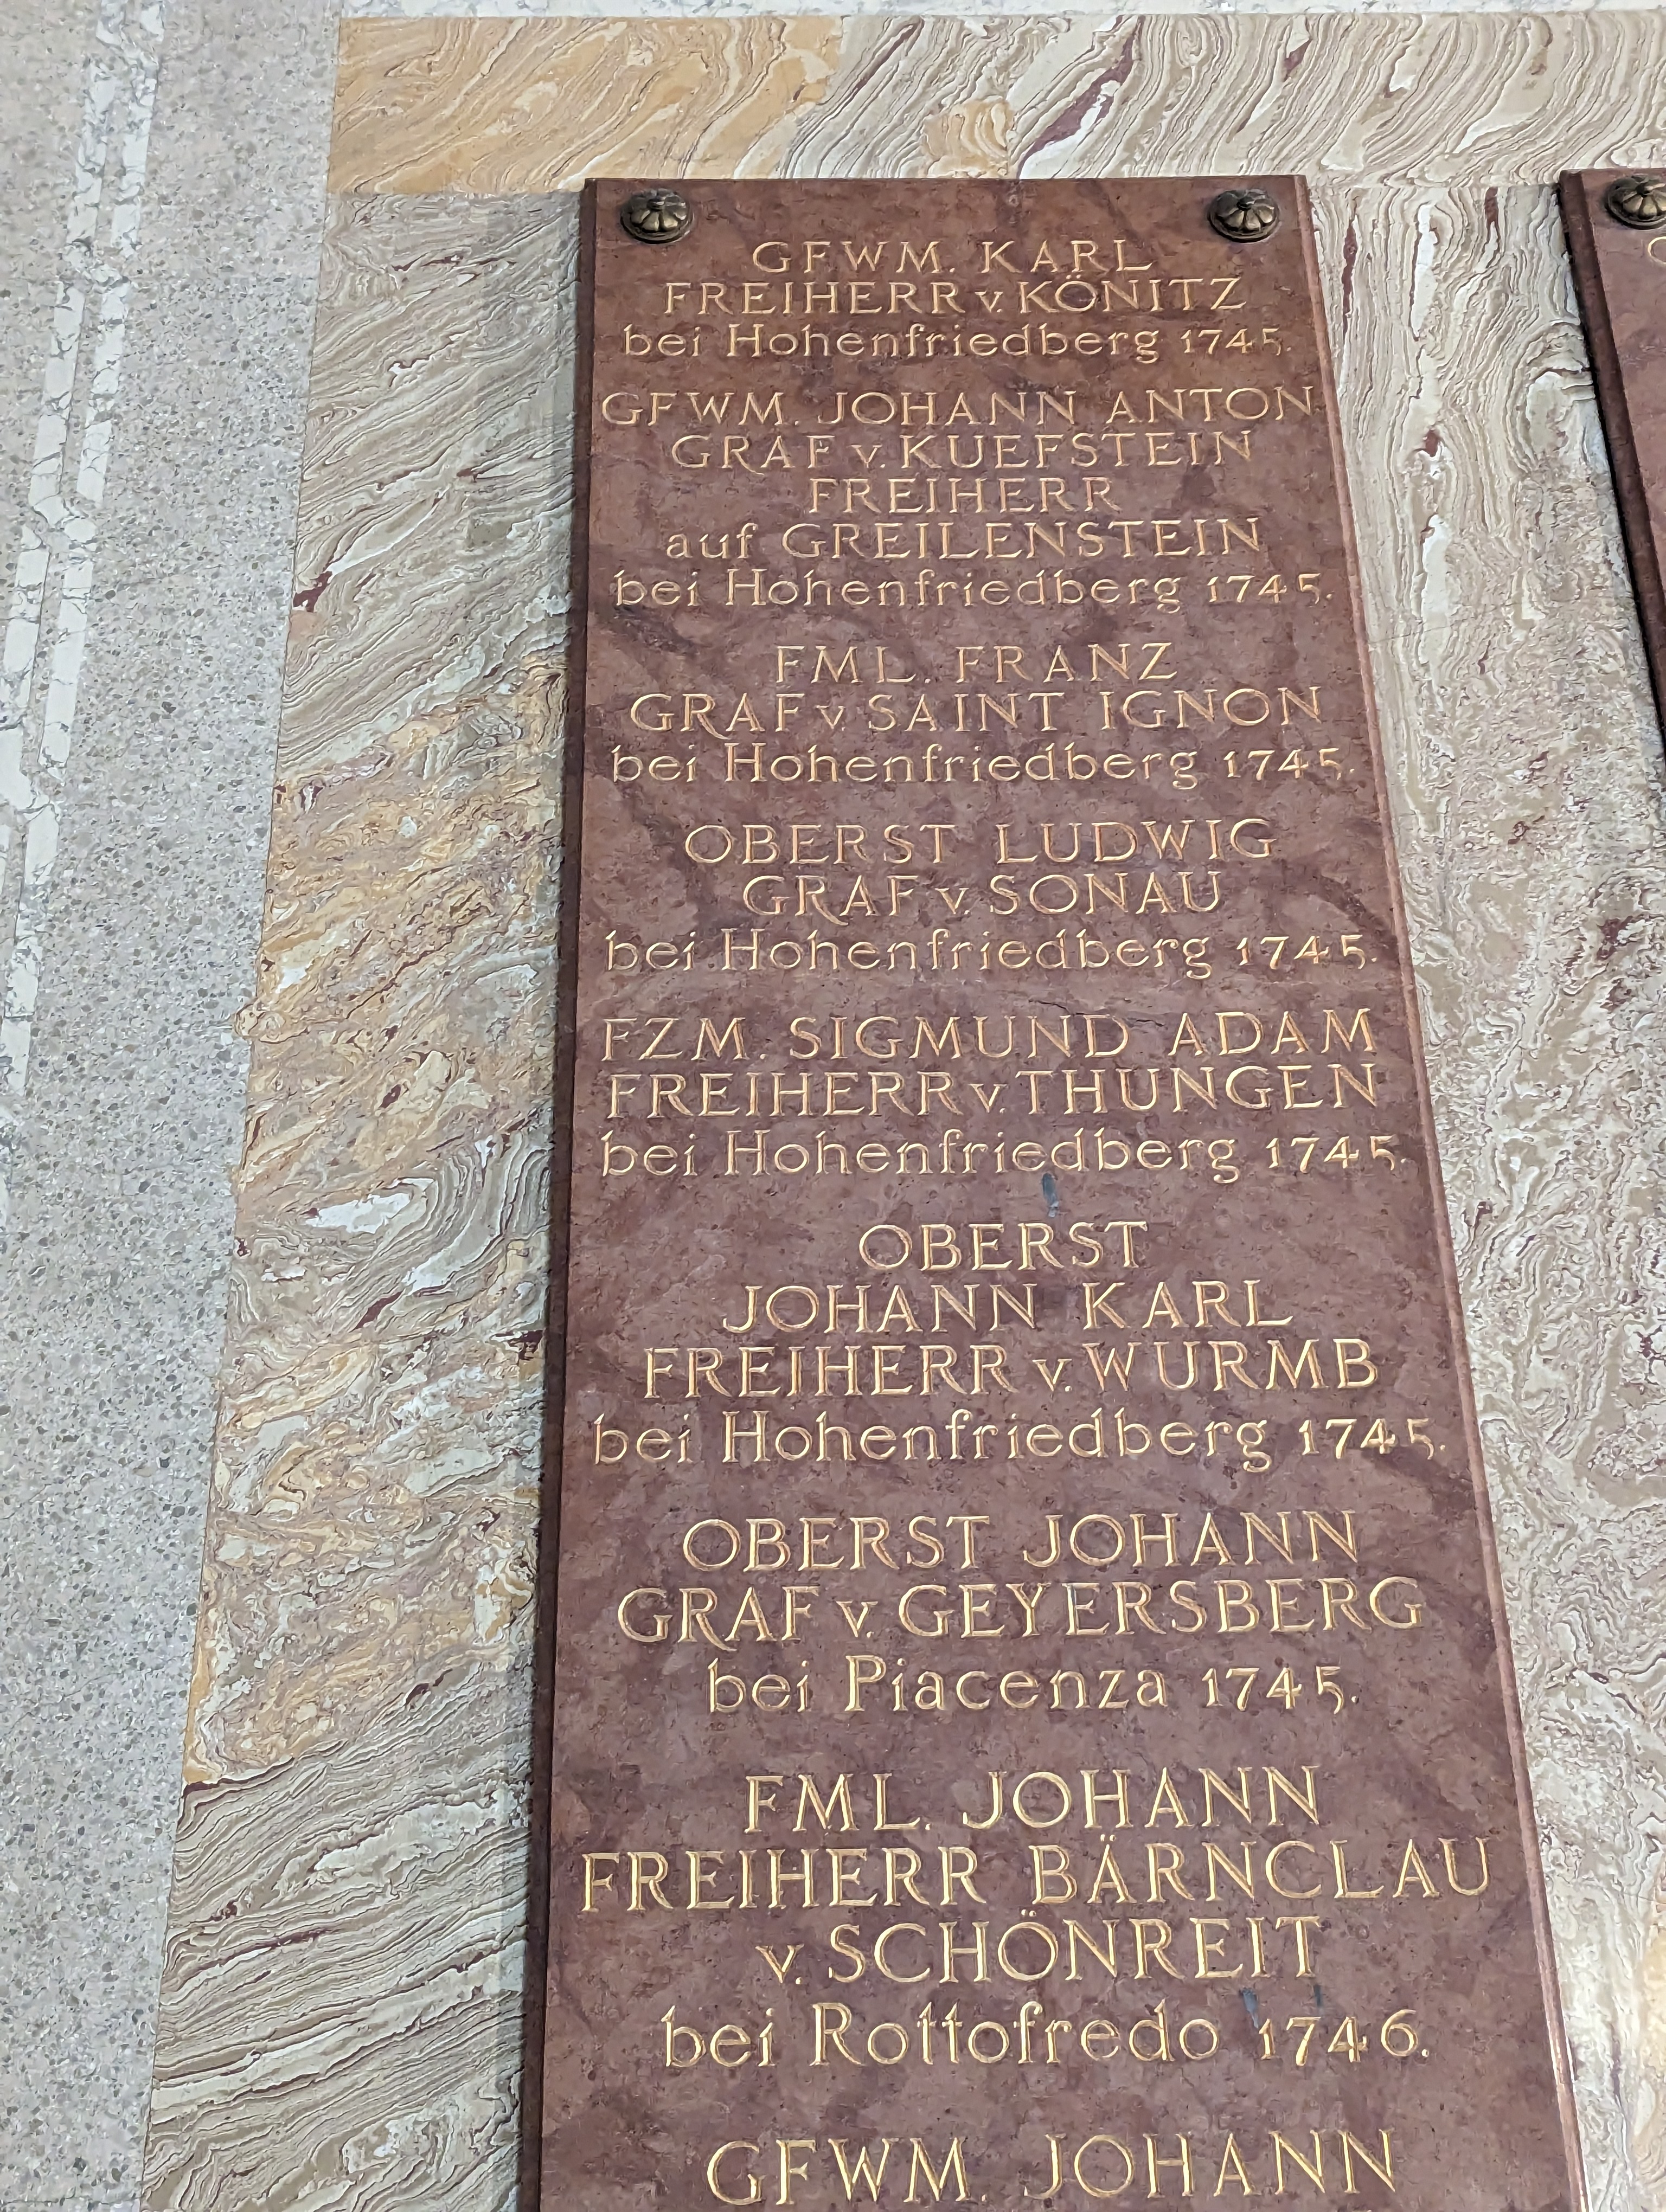 GFWM. KARL
FREIHERR v. KÖNITZ
bei Hohenfriedberg 1745.
GFWM. JOHANN ANTON
GRAF v. KUEFSTEIN
FREIHERR
auf GREILENSTEIN
bei Hohenfriedberg 1745.
FML. FRANZ
GRAF v. SAINT IGNON
bei Hohenfriedberg 1745.
OBERST LUDWIG
GRAF v SONAU
bei Hohenfriedberg 1745.
FZM. SIGMUND ADAM
FREIHERR v. THUNGEN
bei Hohenfriedberg 1745.
OBERST
JOHANN KARL
FREIHERR v. WURMB
bei Hohenfriedberg 1745.
OBERST JOHANN
GRAF v. GEYERSBERG
bei Piacenza 1745.
FML. JOHANN
FREIHERR BÄRNCLAU
v. SCHÖNREIT
bei Rottofredo 1746.
GFWM. JOHANN